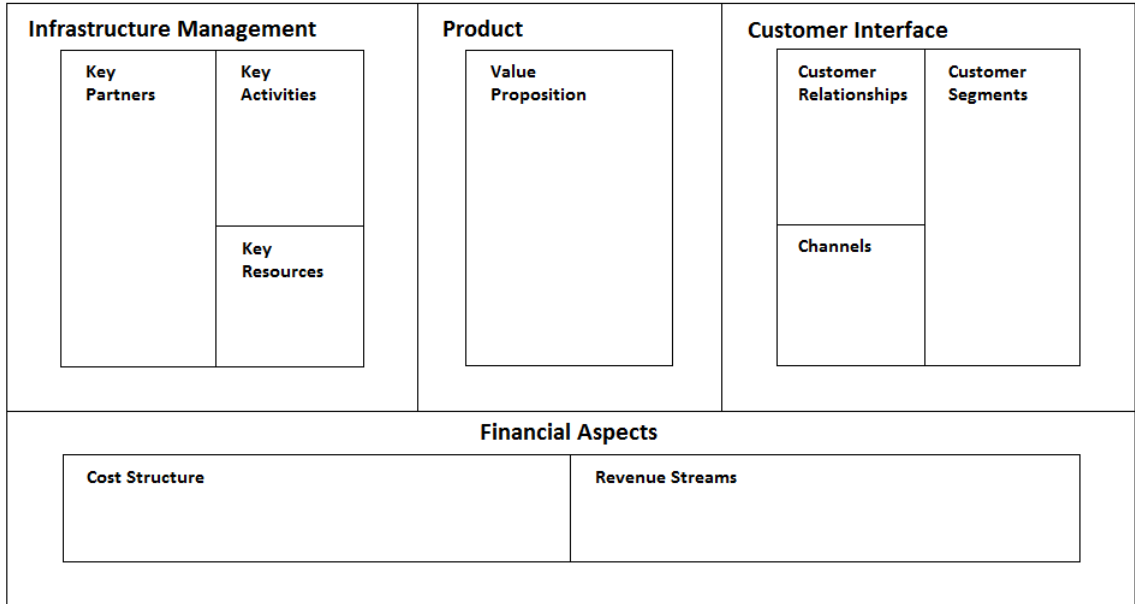 Infrastructure Management
Key
Partners
Key
Activities
Key
Resources
Product
Value
Proposition
Customer Interface
Customer
Relationships
Channels
Customer
Segments
Financial Aspects
Cost Structure
Revenue Streams